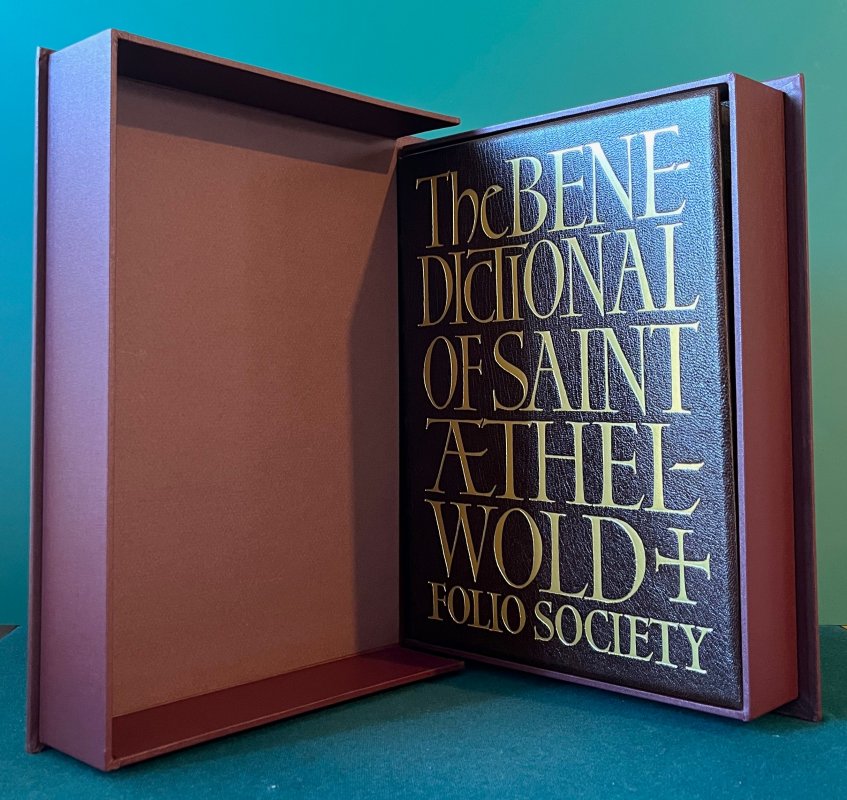 The BENE-
DICTIONAL
OF SAINT
ÆTHEL-
WOLD +
FOLIO SOCIETY